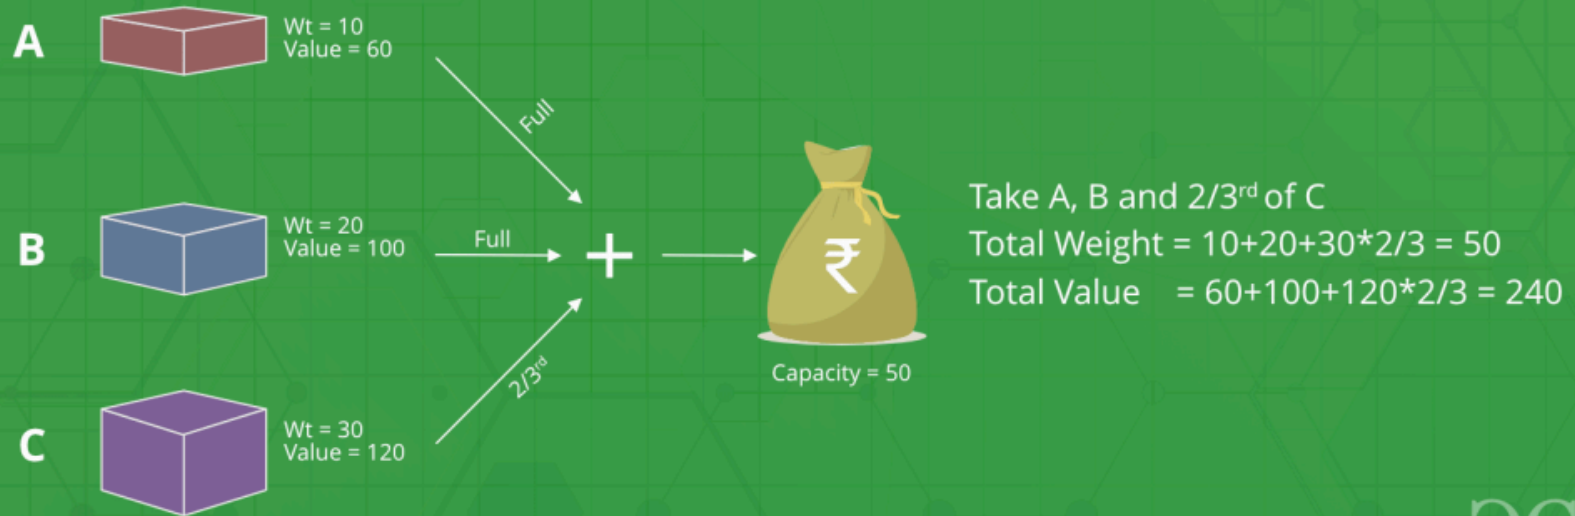 A
Wt = 10
Value = 60
Full
B
Wt = 20
Value = 100
Full
+
₹
Capacity = 50
C
Wt = 30
Value = 120
2/3rd
Take A, B and 2/3rd of C
Total Weight = 10+20+30*2/3 = 50
Total Value = 60+100+120*2/3 = 240